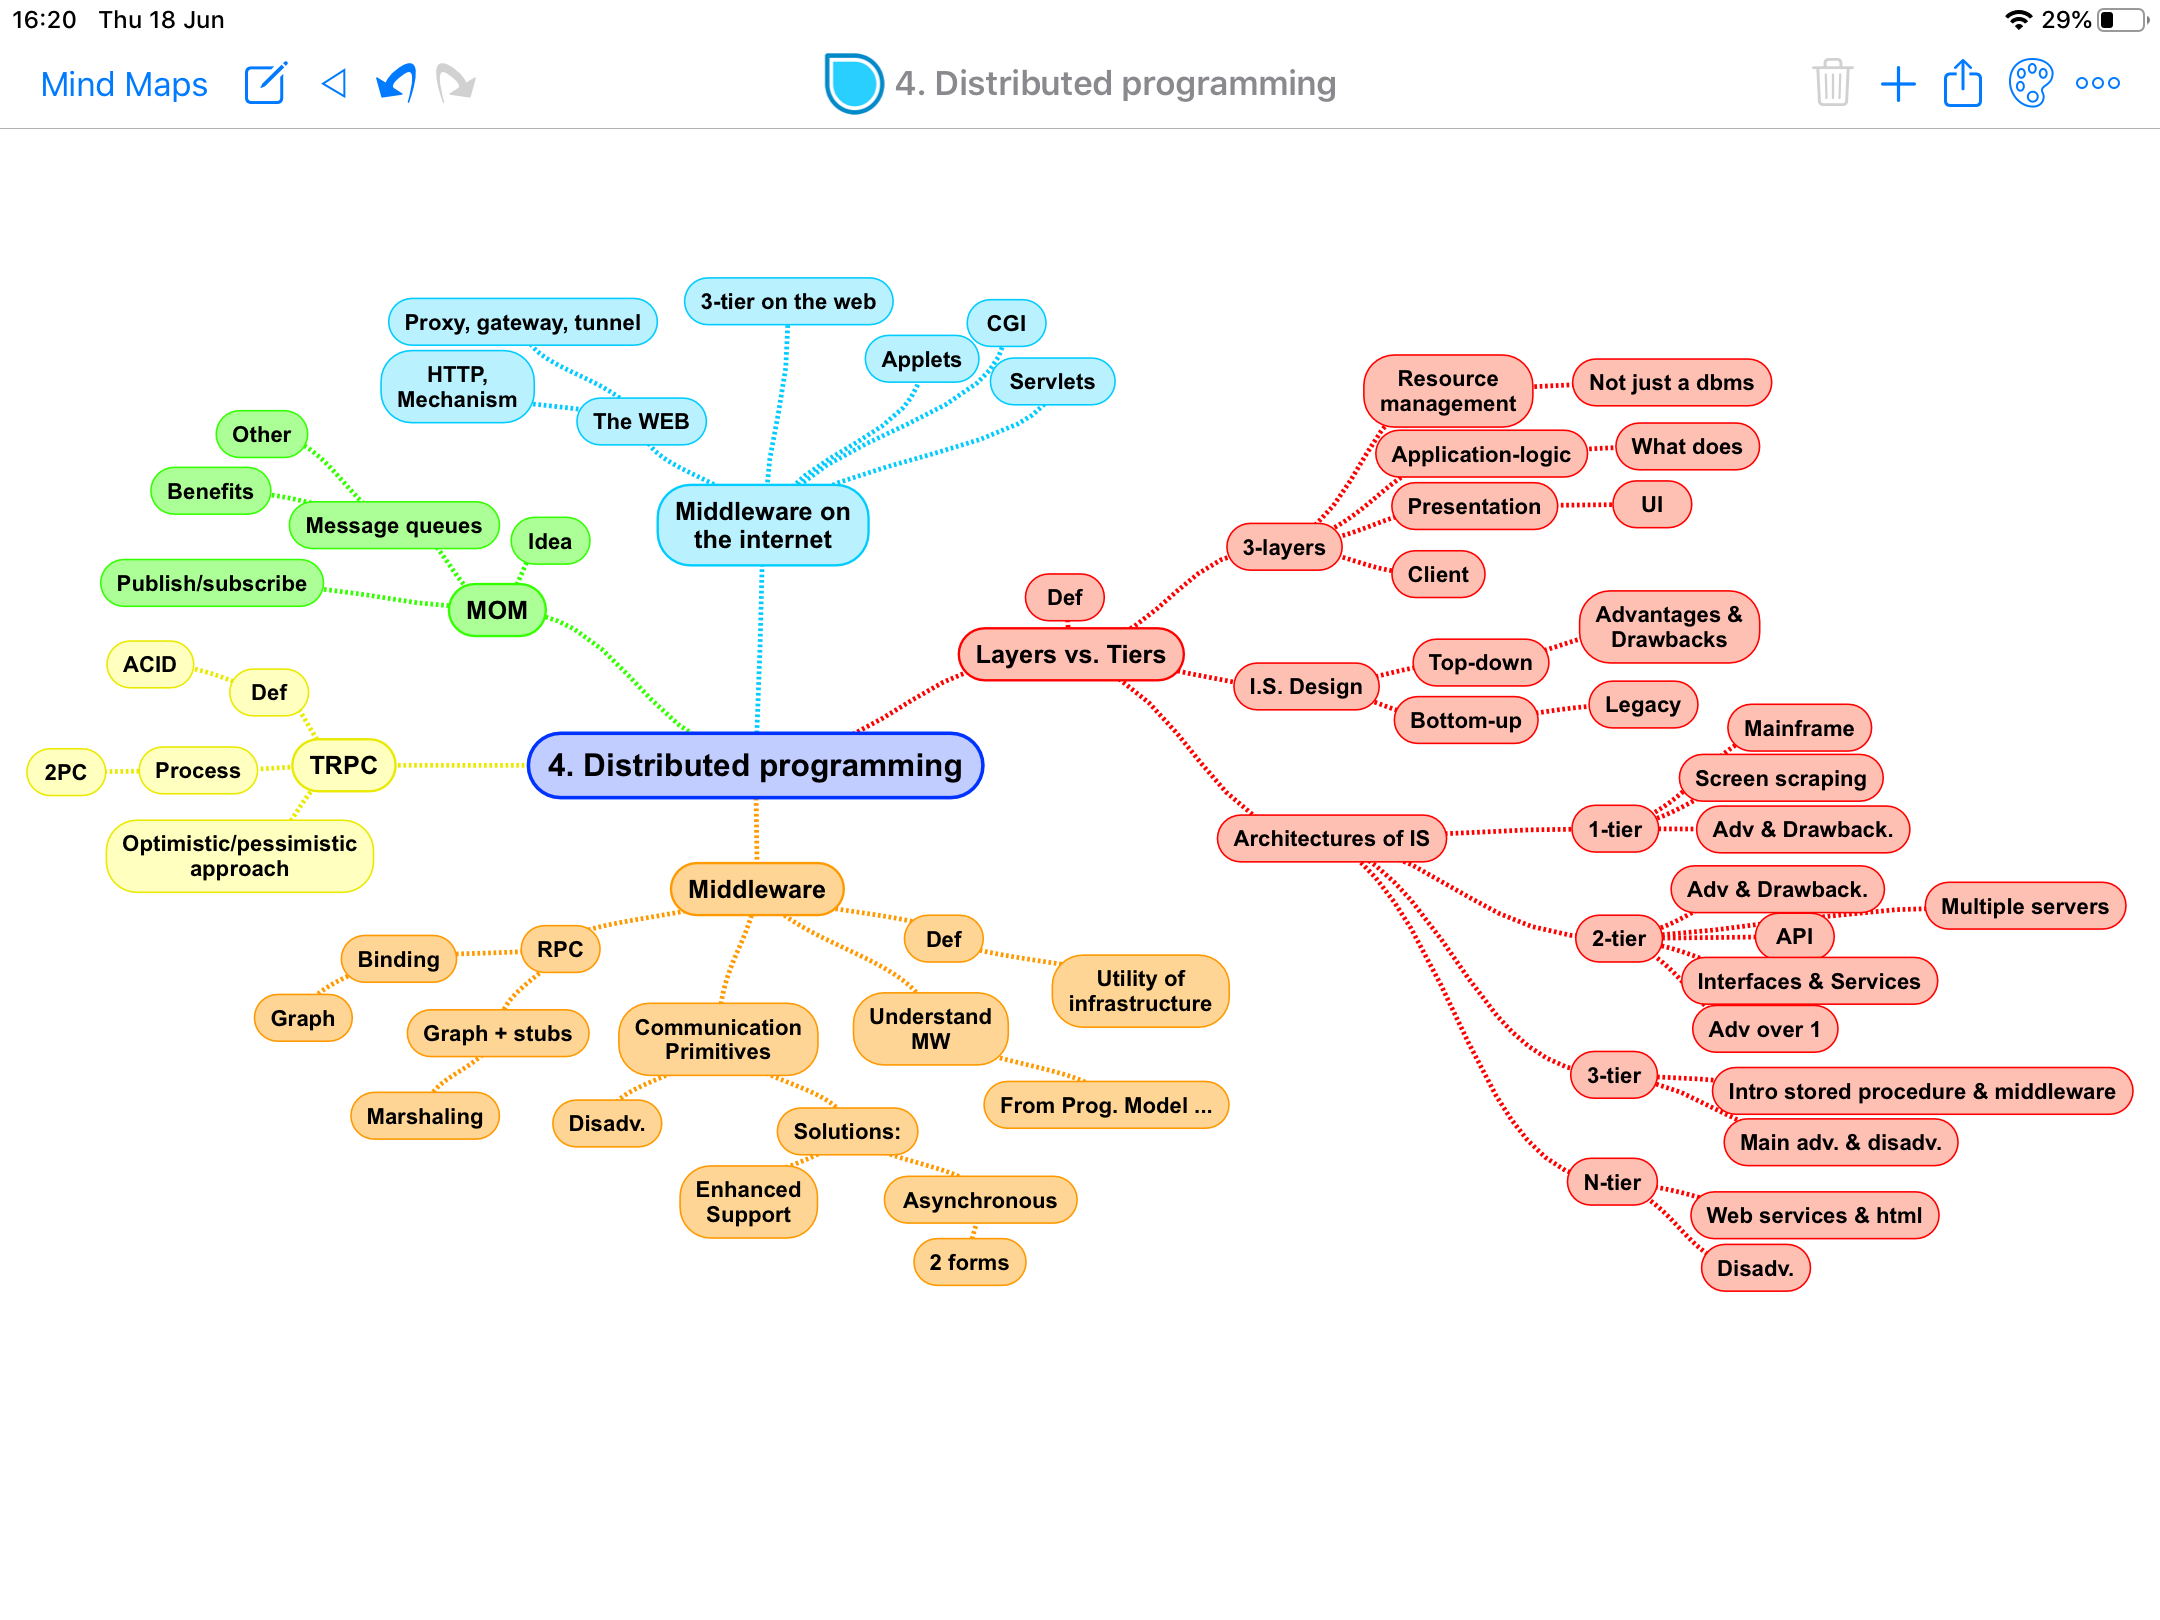 16:20 Thu 18 Jun
29%
Mind Maps
4. Distributed programming
3-tier on the web
Proxy, gateway, tunnel
CGI
Applets
HTTP,
Mechanism
Servlets
The WEB
Middleware on
the internet
Other
Benefits
Message queues
Idea
Publish/subscribe
MOM
ACID
Def
TRPC
2PC
Process
Optimistic/pessimistic
approach
4. Distributed programming
Middleware
RPC
Binding
Graph
Graph + stubs
Marshaling
Communication
Primitives
Disadv.
Solutions:
Enhanced
Support
Asynchronous
2 forms
Understand
MW
From Prog. Model ...
Def
Utility of
infrastructure
Def
Layers vs. Tiers
3-layers
Resource
management
Not just a dbms
Application-logic
What does
Presentation
UI
Client
I.S. Design
Top-down
Advantages &
Drawbacks
Bottom-up
Legacy
Architectures of IS
1-tier
Mainframe
Screen scraping
Adv & Drawback.
2-tier
Adv & Drawback.
Multiple servers
API
Interfaces & Services
Adv over 1
3-tier
Intro stored procedure & middleware
Main adv. & disadv.
N-tier
Web services & html
Disadv.